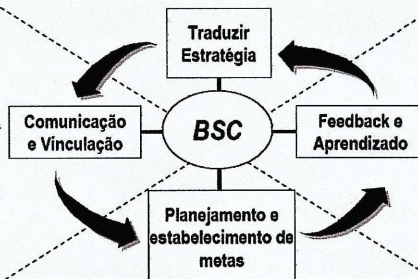 Traduzir
Estratégia
Comunicação
e Vinculação
BSC
Feedback e
Aprendizado
Planejamento e
estabelecimento de
metas